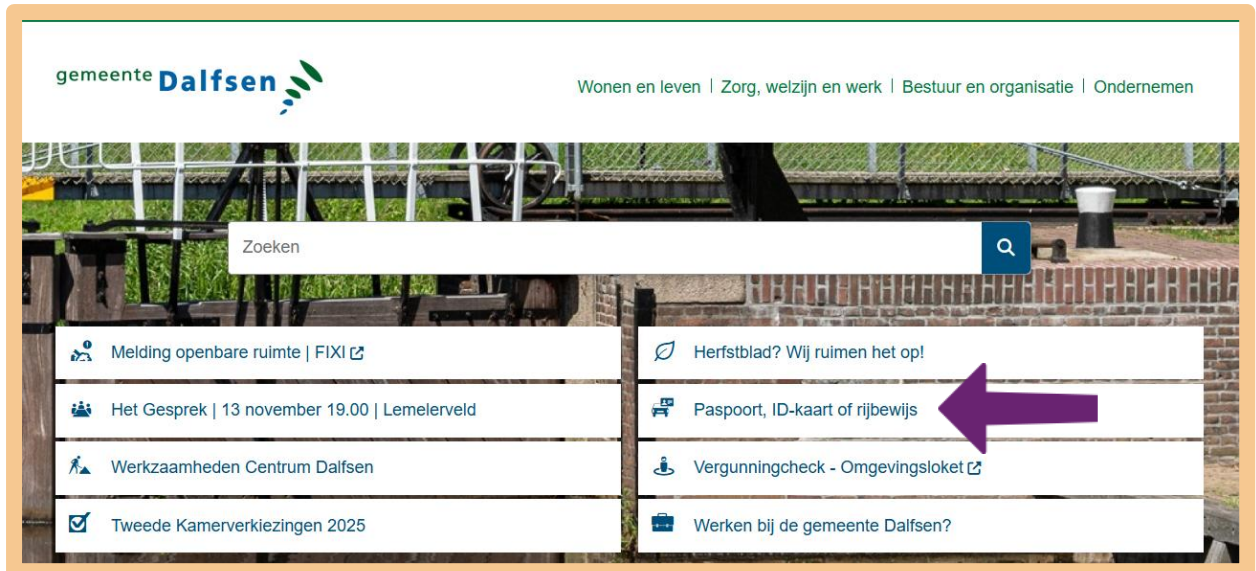 gemeente Dalfsen
Wonen en leven | Zorg, welzijn en werk | Bestuur en organisatie | Ondernemen
Zoeken
Melding openbare ruimte | FIXI
Herfstblad? Wij ruimen het op!
Het Gesprek | 13 november 19.00 | Lemelerveld
Paspoort, ID-kaart of rijbewijs
Werkzaamheden Centrum Dalfsen
Vergunningcheck - Omgevingsloket
Tweede Kamerverkiezingen 2025
Werken bij de gemeente Dalfsen?